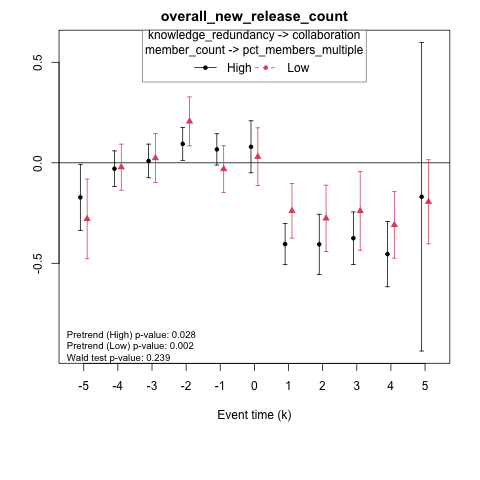 overall_new_release_count
knowledge_redundancy -> collaboration
member_count -> pct_members_multiple
High Low
0.5
0.0
-0.5
Pretrend (High) p-value: 0.028
Pretrend (Low) p-value: 0.002
Wald test p-value: 0.239
-5 -4 -3 -2 -1 0 1 2 3 4 5
Event time (k)